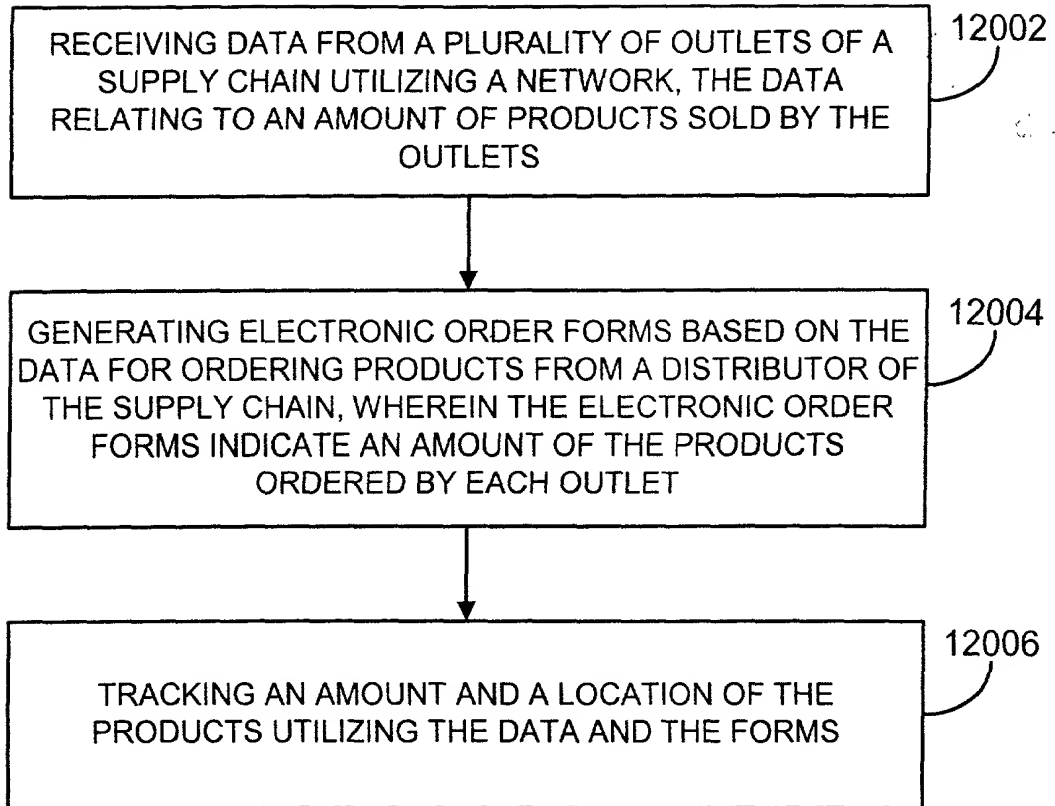 RECEIVING DATA FROM A PLURALITY OF OUTLETS OF A
SUPPLY CHAIN UTILIZING A NETWORK, THE DATA
RELATING TO AN AMOUNT OF PRODUCTS SOLD BY THE
OUTLETS
12002
GENERATING ELECTRONIC ORDER FORMS BASED ON THE
DATA FOR ORDERING PRODUCTS FROM A DISTRIBUTOR OF
THE SUPPLY CHAIN, WHEREIN THE ELECTRONIC ORDER
FORMS INDICATE AN AMOUNT OF THE PRODUCTS
ORDERED BY EACH OUTLET
12004
TRACKING AN AMOUNT AND A LOCATION OF THE
PRODUCTS UTILIZING THE DATA AND THE FORMS
12006